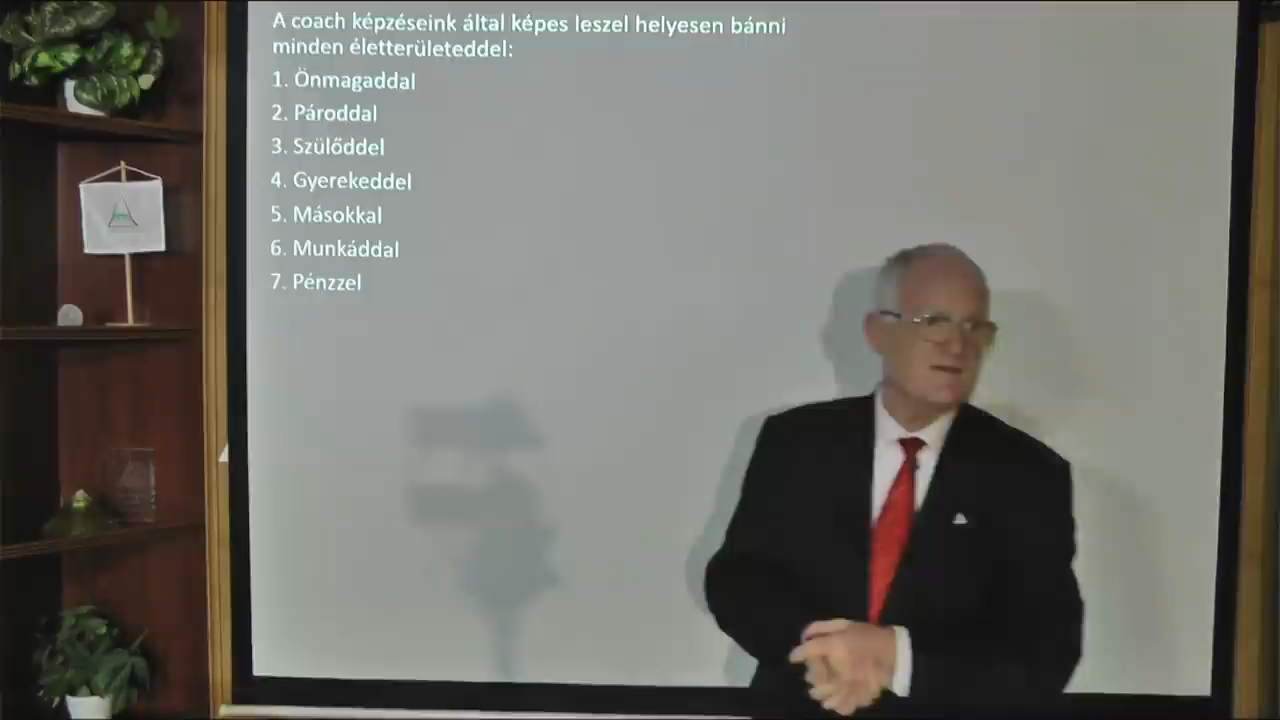 A coach képzéseink által képes leszel helyesen bánni
minden életterületeddel:
1. Önmagaddal
2. Pároddal
3. Szülőddel
4. Gyerekeddel
5. Másokkal
6. Munkáddal
7. Pénzzel